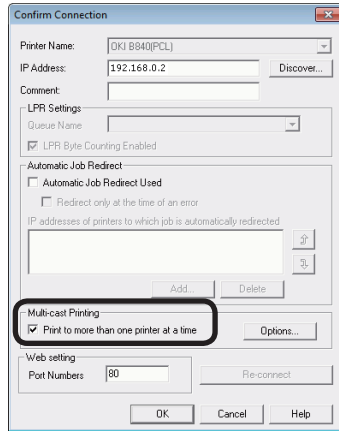 Confirm Connection
Printer Name: OKI B840(PCL)
IP Address: 192.168.0.2 Discover...
Comment:
LPR Settings
Queue Name
LPR Byte Counting Enabled
Automatic Job Redirect
Automatic Job Redirect Used
Redirect only at the time of an error
IP addresses of printers to which job is automatically redirected
Add... Delete
Multi-cast Printing
Print to more than one printer at a time Options...
Web setting
Port Numbers 80 Re-connect
OK Cancel Help